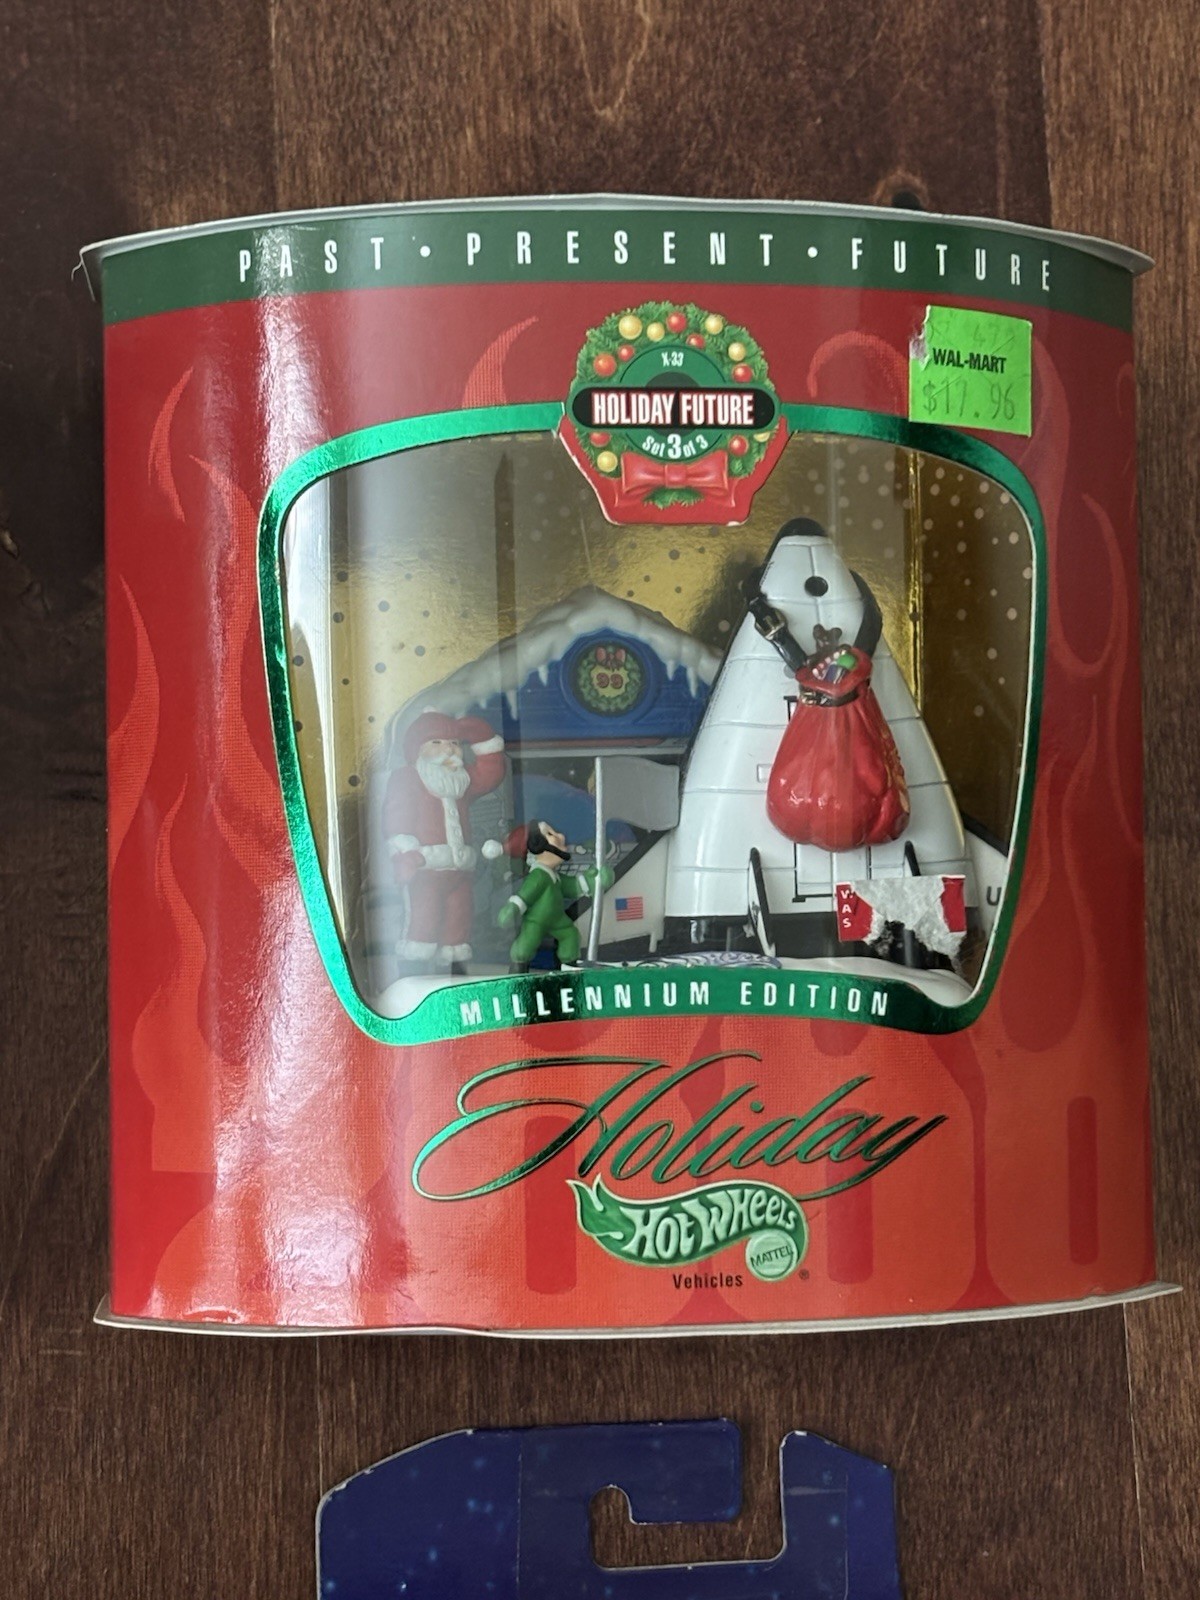 PAST • PRESENT • FUTURE
X-33
HOLIDAY FUTURE
Set 3 of 3
WAL-MART
$17.96
99
WAS
U
MILLENNIUM EDITION
Holiday
HOT WHEELS
MATTEL
®
Vehicles